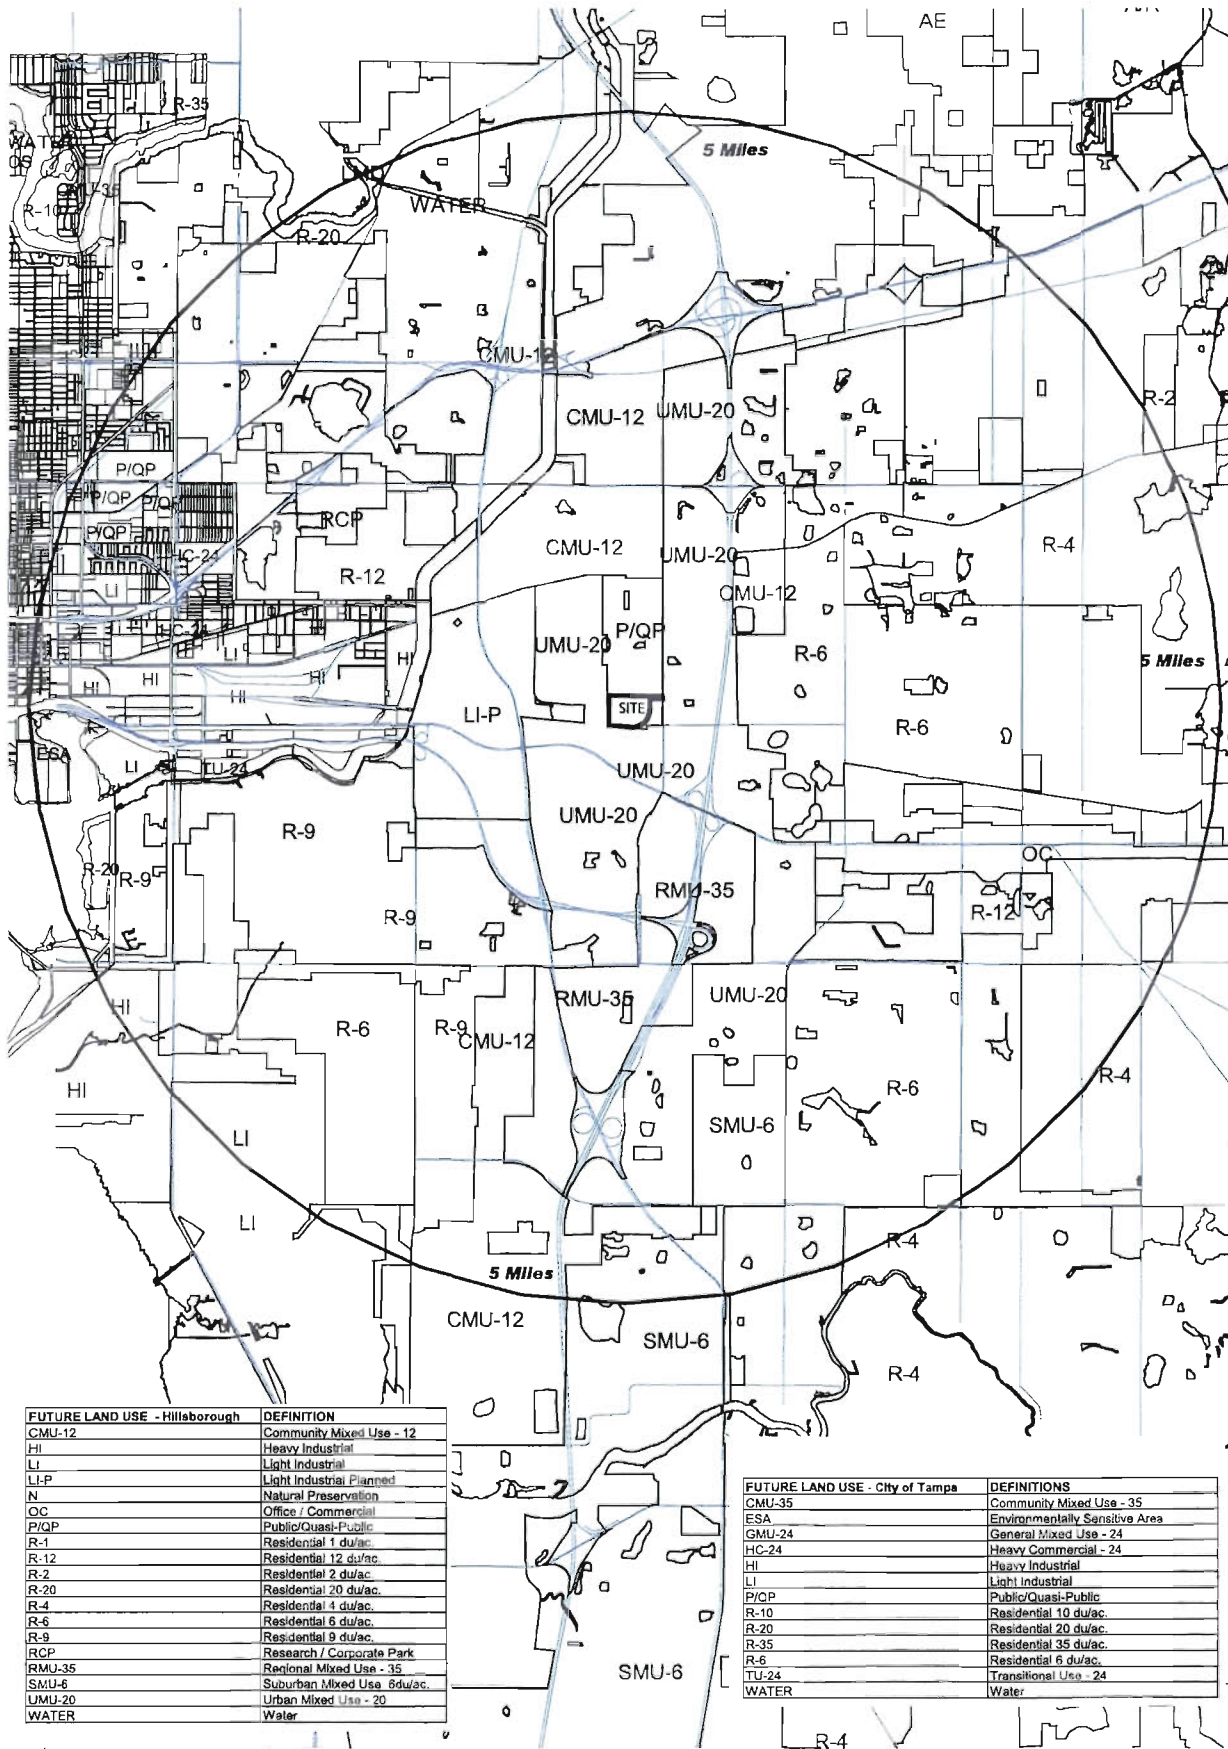 AE
R-35
WATER
OS
R-10
5 Miles
WATER
R-20
CMU-12
CMU-12
UMU-20
R-2
P/QP
P/QP
P/QP
P/QP
HC-24
RCP
R-12
CMU-12
UMU-20
CMU-12
R-4
LI
HC-24
LI
UMU-20
P/QP
R-6
5 Miles
HI
HI
HI
HI
HI
LI-P
SITE
R-6
ESA
LI
TU-24
UMU-20
UMU-20
R-9
R-20
R-9
OC
RMU-35
R-12
R-9
HI
RMU-35
UMU-20
R-6
R-9
CMU-12
HI
R-6
R-4
LI
SMU-6
LI
R-4
5 Miles
CMU-12
SMU-6
R-4
FUTURE LAND USE - Hillsborough DEFINITION
CMU-12 Community Mixed Use - 12
HI Heavy Industrial
LI Light Industrial
LI-P Light Industrial Planned
N Natural Preservation
OC Office / Commercial
P/QP Public/Quasi-Public
R-1 Residential 1 du/ac.
R-12 Residential 12 du/ac.
R-2 Residential 2 du/ac.
R-20 Residential 20 du/ac.
R-4 Residential 4 du/ac.
R-6 Residential 6 du/ac.
R-9 Residential 9 du/ac.
RCP Research / Corporate Park
RMU-35 Regional Mixed Use - 35
SMU-6 Suburban Mixed Use 6du/ac.
UMU-20 Urban Mixed Use - 20
WATER Water
FUTURE LAND USE - City of Tampa DEFINITIONS
CMU-35 Community Mixed Use - 35
ESA Environmentally Sensitive Area
GMU-24 General Mixed Use - 24
HC-24 Heavy Commercial - 24
HI Heavy Industrial
LI Light Industrial
P/QP Public/Quasi-Public
R-10 Residential 10 du/ac.
R-20 Residential 20 du/ac.
R-35 Residential 35 du/ac.
R-6 Residential 6 du/ac.
TU-24 Transitional Use - 24
WATER Water
SMU-6
R-4